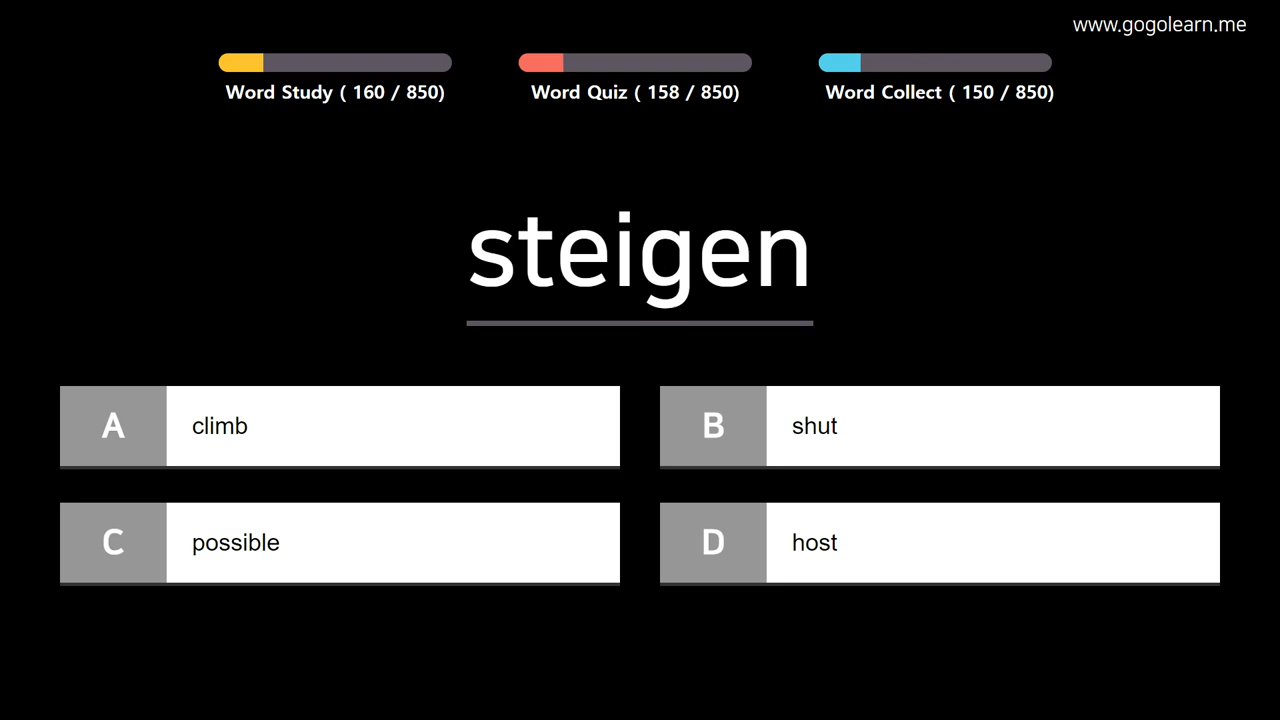 www.gogolearn.me
Word Study ( 160 / 850)
Word Quiz ( 158 / 850)
Word Collect ( 150 / 850)
steigen
A climb
B shut
C possible
D host